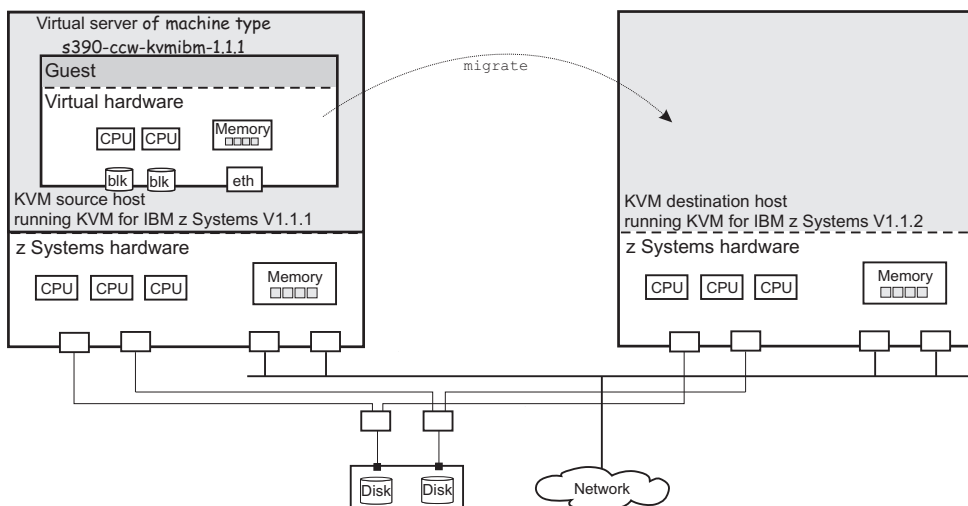 Virtual server of machine type
s390-ccw-kvmibm-1.1.1
Guest
Virtual hardware
CPU CPU
Memory
blk blk eth
KVM source host
running KVM for IBM z Systems V1.1.1
z Systems hardware
CPU CPU CPU
Memory
migrate
KVM destination host
running KVM for IBM z Systems V1.1.2
z Systems hardware
CPU CPU CPU
Memory
Disk Disk
Network